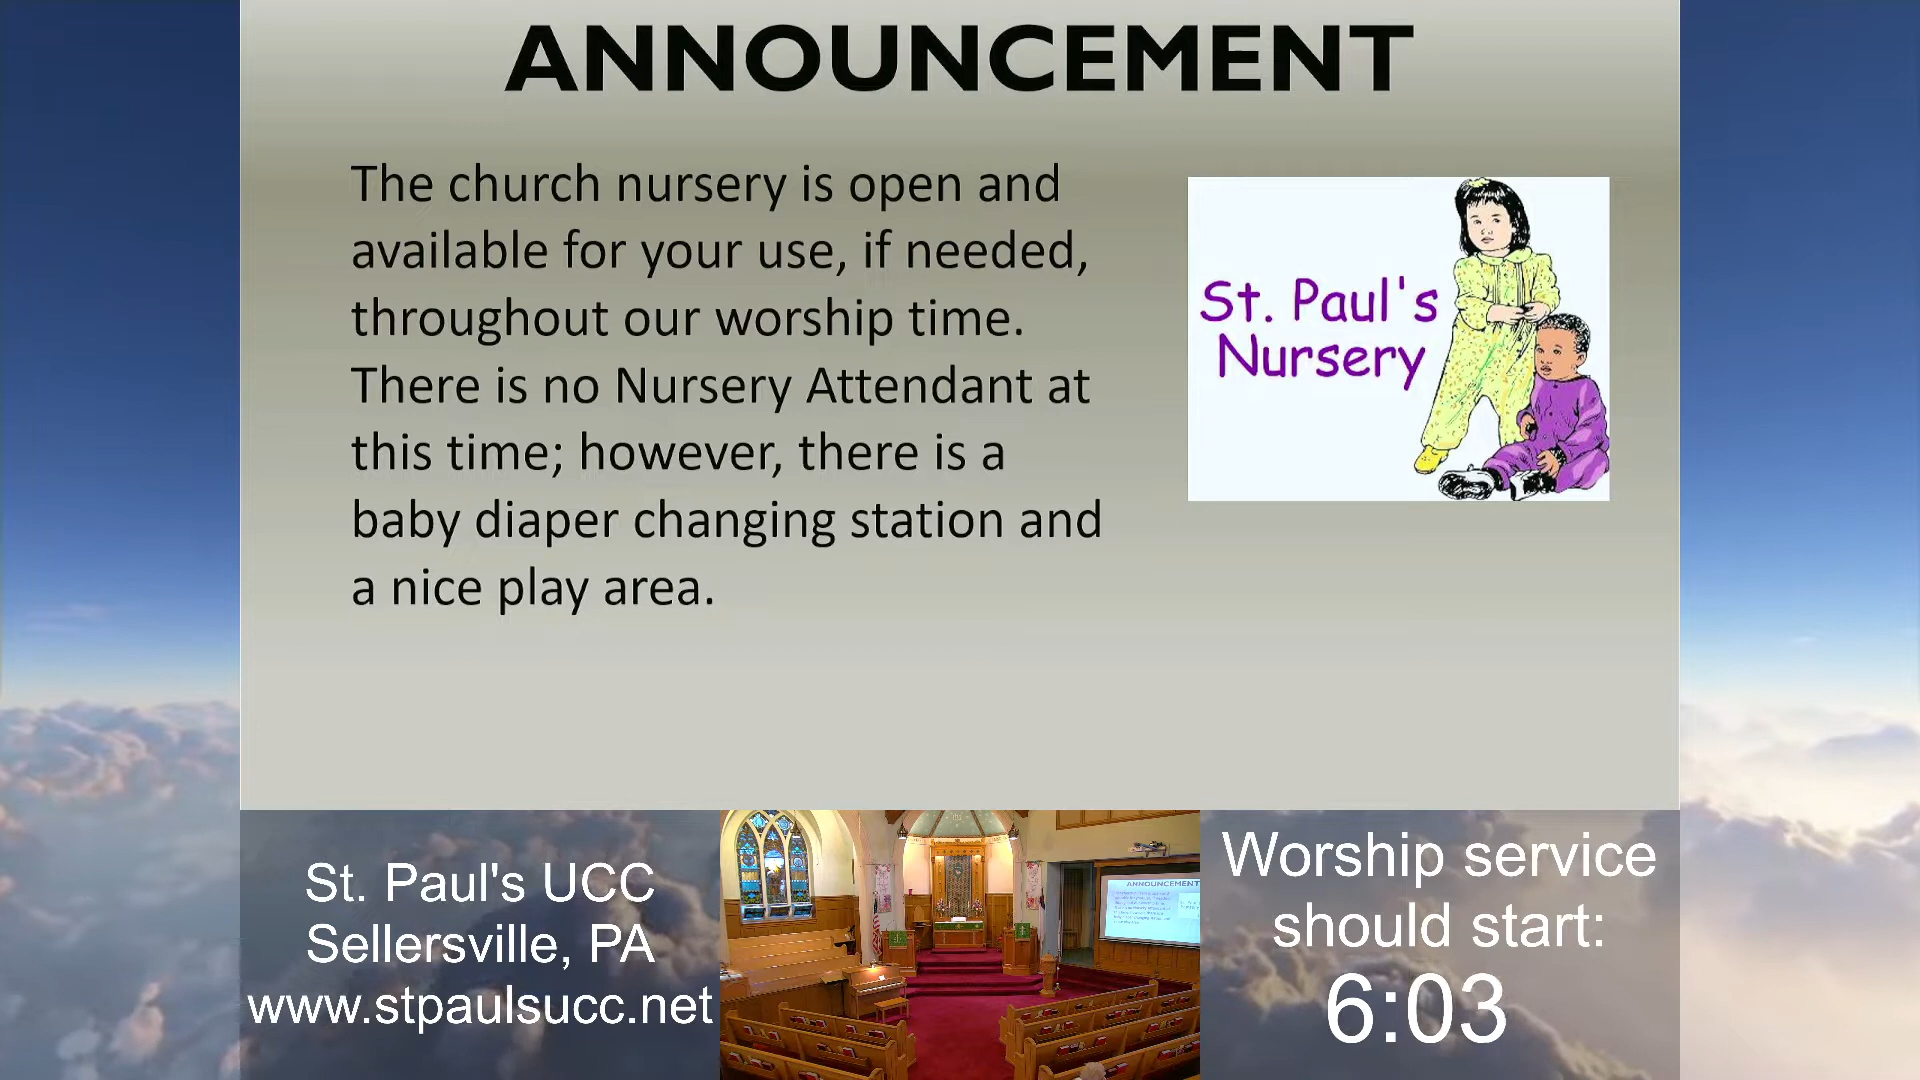 ANNOUNCEMENT
The church nursery is open and
available for your use, if needed,
throughout our worship time.
There is no Nursery Attendant at
this time; however, there is a
baby diaper changing station and
a nice play area.
St. Paul's
Nursery
St. Paul's UCC
Sellersville, PA
www.stpaulsucc.net
ANNOUNCEMENT
Worship service
should start:
6:03